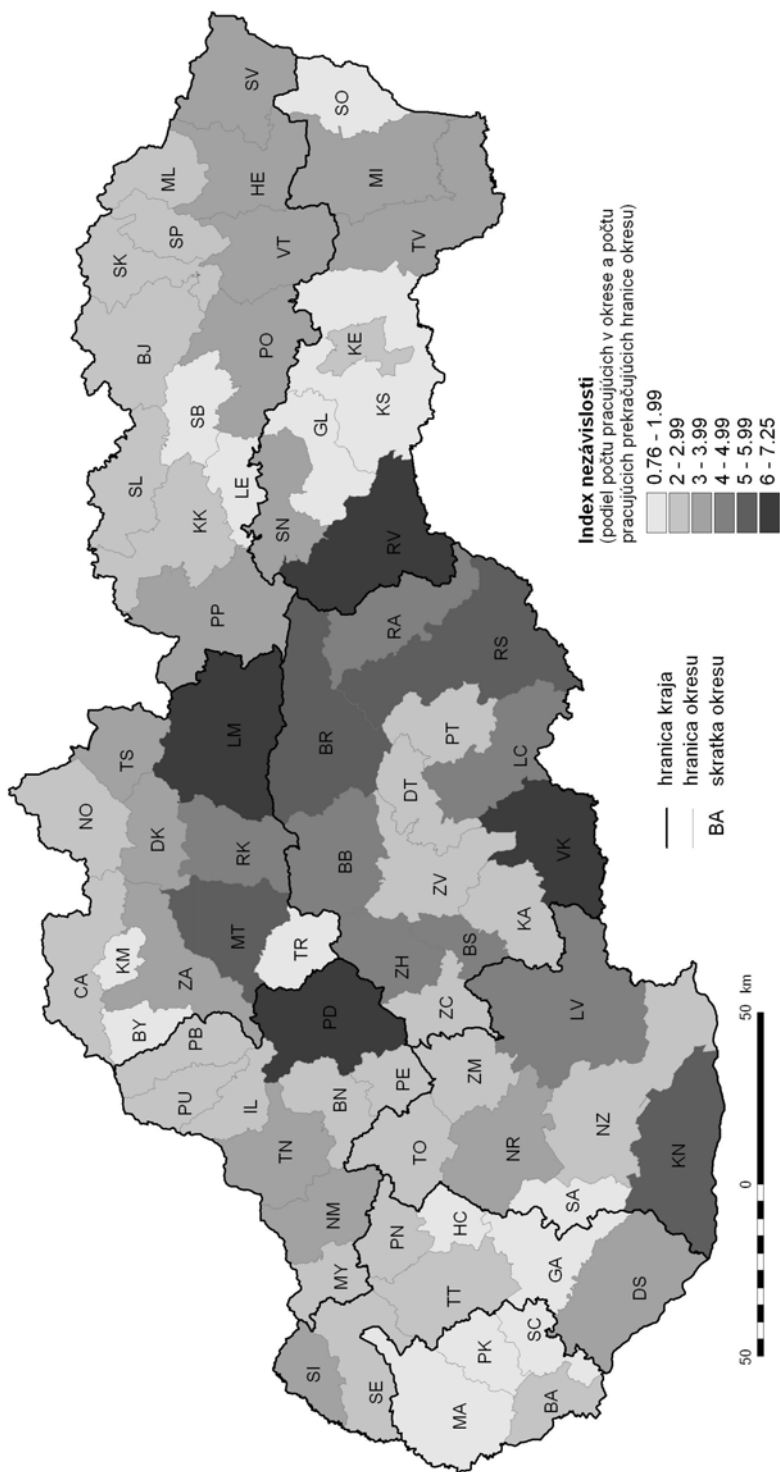 SV
SO
ML
HE
MI
SK
SP
VT
TV
BJ
PO
KE
SB
KS
GL
SL
LE
KK
SN
RV
PP
RA
RS
LM
BR
PT
LC
TS
DT
NO
DK
RK
BB
ZV
VK
KA
CA
KM
MT
TR
ZA
ZH
BS
BY
PD
ZC
LV
PB
PU
IL
BN
PE
ZM
NZ
TN
TO
NR
KN
SA
NM
PN
HC
MY
TT
GA
DS
SI
SE
PK
SC
MA
BA
Index nezávislosti
(podiel počtu pracujúcich v okrese a počtu
pracujúcich prekračujúcich hranice okresu)
0.76 - 1.99
2 - 2.99
3 - 3.99
4 - 4.99
5 - 5.99
6 - 7.25
hranica kraja
hranica okresu
BA skratka okresu
50 0 50 km